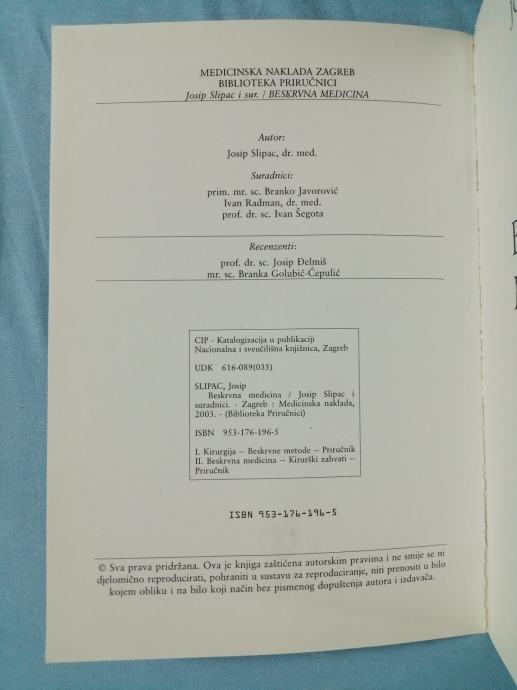 MEDICINSKA NAKLADA ZAGREB
BIBLIOTEKA PRIRUČNICI
Josip Slipac i sur. / BESKRVNA MEDICINA
Autor:
Josip Slipac, dr. med.
Suradnici:
prim. mr. sc. Branko Javorović
Ivan Radman, dr. med.
prof. dr. sc. Ivan Šegota
Recenzenti:
prof. dr. sc. Josip Đelmiš
mr. sc. Branka Golubić-Ćepulić
CIP - Katalogizacija u publikaciji
Nacionalna i sveučilišna knjižnica, Zagreb
UDK 616-089(035)
SLIPAC, Josip
Beskrvna medicina / Josip Slipac i
suradnici. - Zagreb : Medicinska naklada,
2003. - (Biblioteka Priručnici)
ISBN 953-176-196-5
I. Kirurgija -- Beskrvne metode -- Priručnik
II. Beskrvna medicina -- Kirurški zahvati --
Priručnik
ISBN 953-176-196-5
© Sva prava pridržana. Ova je knjiga zaštićena autorskim pravima i ne smije se ni
djelomično reproducirati, pohraniti u sustavu za reproduciranje, niti prenositi u bilo
kojem obliku i na bilo koji način bez pismenog dopuštenja autora i izdavača.